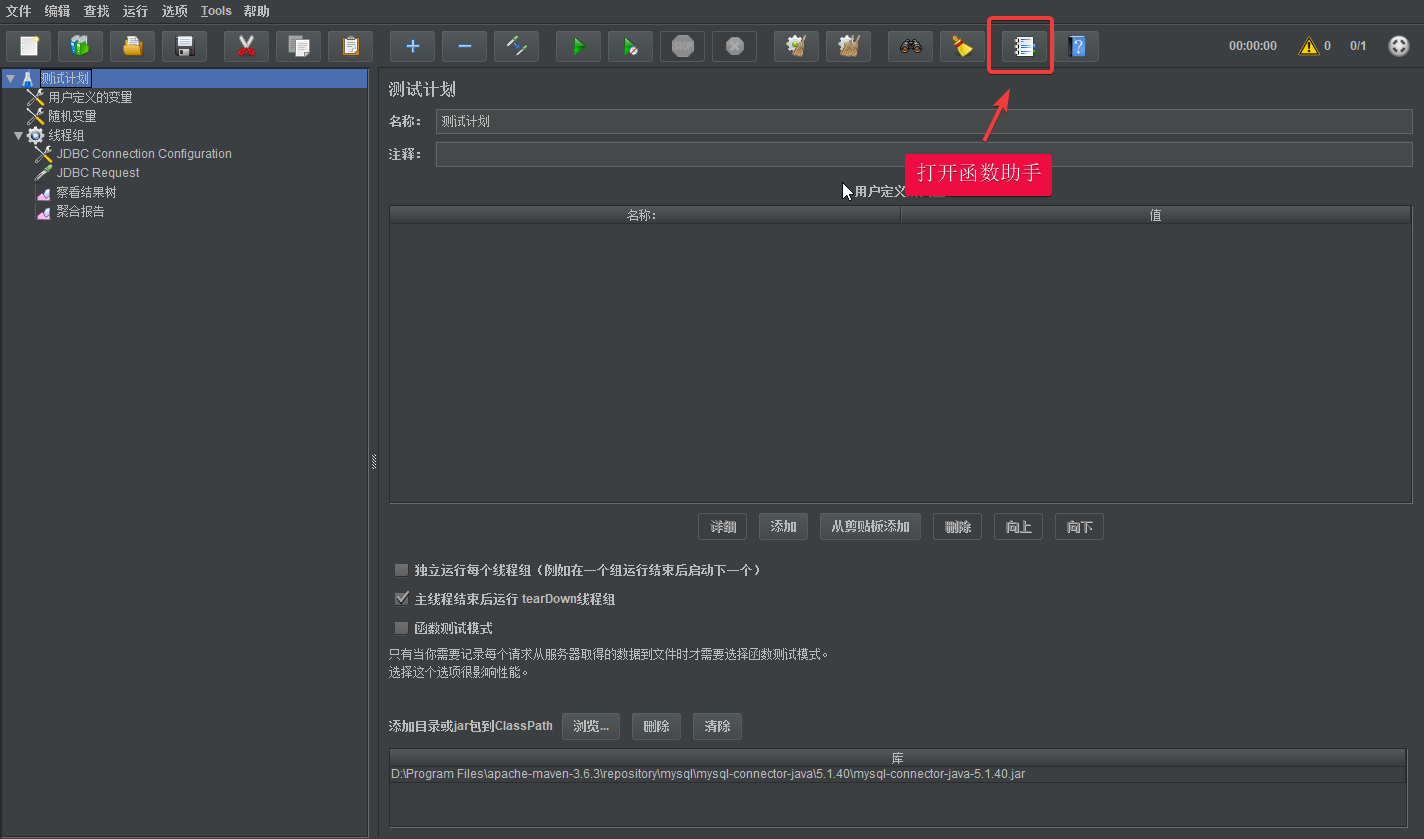 文件 编辑 查找 运行 选项 Tools 帮助
STOP
00:00:00 0 0/1
测试计划
用户定义的变量
随机变量
线程组
JDBC Connection Configuration
JDBC Request
察看结果树
聚合报告
测试计划
名称： 测试计划
注释：
打开函数助手
用户定义
名称： 值
详细 添加 从剪贴板添加 删除 向上 向下
独立运行每个线程组（例如在一个组运行结束后启动下一个）
主线程结束后运行 tearDown线程组
函数测试模式
只有当你需要记录每个请求从服务器取得的数据到文件时才需要选择函数测试模式。
选择这个选项很影响性能。
添加目录或jar包到ClassPath 浏览... 删除 清除
库
D:\Program Files\apache-maven-3.6.3\repository\mysql\mysql-connector-java\5.1.40\mysql-connector-java-5.1.40.jar